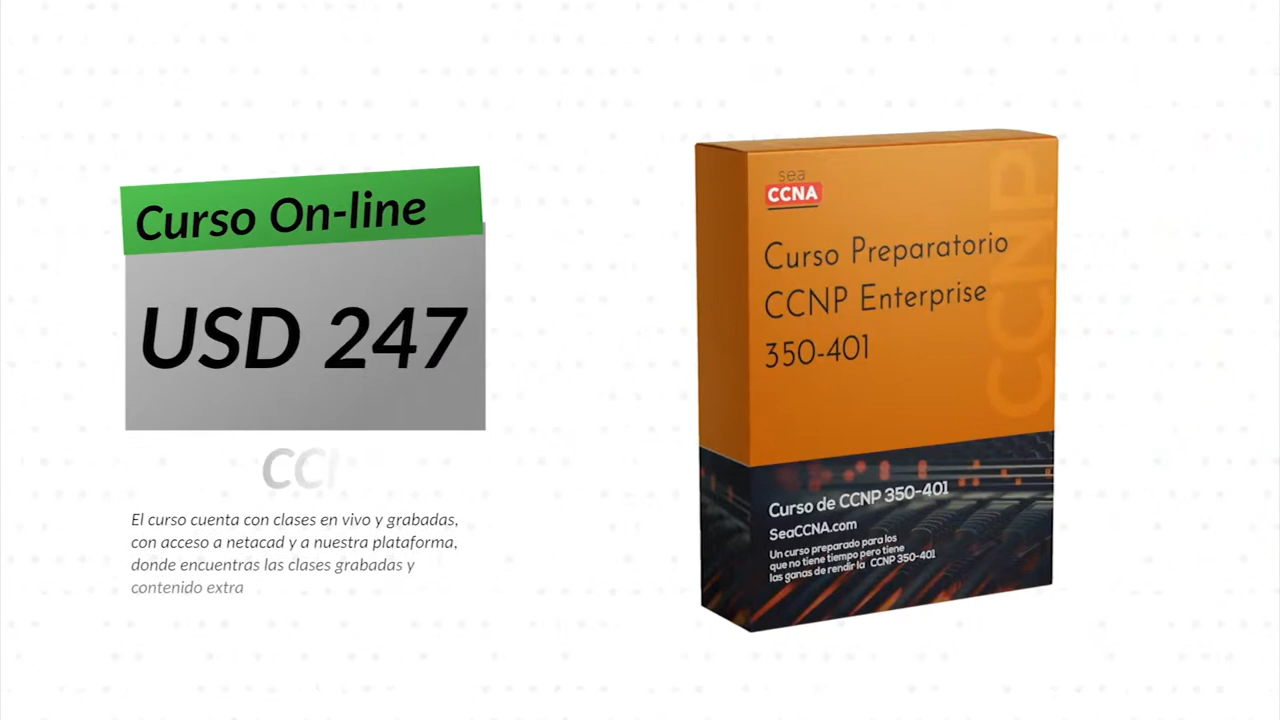 Curso On-line
USD 247
El curso cuenta con clases en vivo y grabadas,
con acceso a netacad y a nuestra plataforma,
donde encuentras las clases grabadas y
contenido extra
sea
CCNA
Curso Preparatorio
CCNP Enterprise
350-401
CCNP
Curso de CCNP 350-401
SeaCCNA.com
Un curso preparado para los
que no tiene tiempo pero tiene
las ganas de rendir la CCNP 350-401